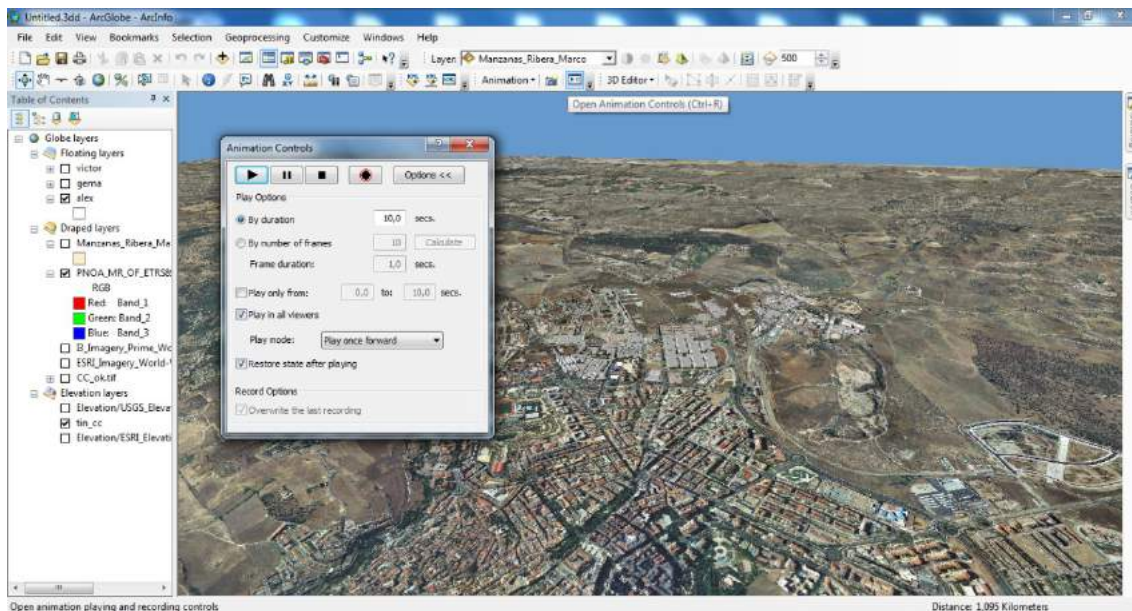 Untitled.3dd - ArcGlobe - ArcInfo
File Edit View Bookmarks Selection Geoprocessing Customize Windows Help
Layer: Manzanas_Ribera_Marco 500
Animation 3D Editor
Table of Contents
Open Animation Controls (Ctrl+R)
Globe layers
Floating layers
victor
gema
alex
Draped layers
Manzanas_Ribera_Ma
PNOA_MR_OF_ETRS8
RGB
Red: Band_1
Green: Band_2
Blue: Band_3
B_Imagery_Prime_Wo
ESRI_Imagery_World-
CC_ok.tif
Elevation layers
Elevation/USGS_Eleva
tin_cc
Elevation/ESRI_Elevati
Animation Controls
Options <<
Play Options
By duration 10,0 secs.
By number of frames 10 Calculate
Frame duration: 1,0 secs.
Play only from: 0,0 to: 10,0 secs.
Play in all viewers
Play mode: Play once forward
Restore state after playing
Record Options
Overwrite the last recording
Open animation playing and recording controls
Distance: 1,095 Kilometers